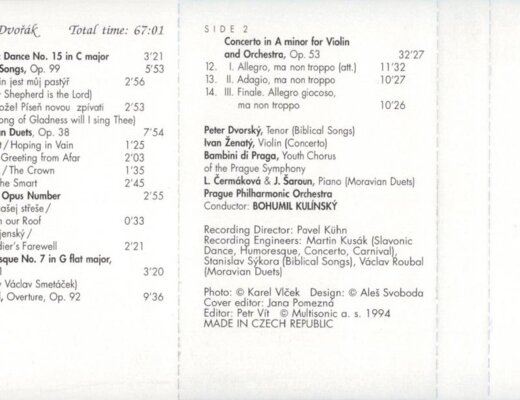 Dvořák Total time: 67:01
Dance No. 15 in C major 3'21
Songs, Op. 99 5'53
in jest můj pastýř 2'56
Shepherd is the Lord)
ože! Píseň novou zpívati 2'53
ong of Gladness will I sing Thee)
an Duets, Op. 38 7'54
/ Hoping in Vain 1'25
Greeting from Afar 2'03
/ The Crown 1'35
The Smart 2'45
Opus Number 2'55
ašej střeše /
n our Roof 0'33
jenský /
dier's Farewell 2'21
esque No. 7 in G flat major,
3'20
y Václav Smetáček)
l, Overture, Op. 92 9'36
SIDE 2
Concerto in A minor for Violin
and Orchestra, Op. 53 32'27
12. I. Allegro, ma non troppo (att.) 11'32
13. II. Adagio, ma non troppo 10'27
14. III. Finale. Allegro giocoso,
ma non troppo 10'26
Peter Dvorský, Tenor (Biblical Songs)
Ivan Ženatý, Violin (Concerto)
Bambini di Praga, Youth Chorus
of the Prague Symphony
L. Čermáková & J. Šaroun, Piano (Moravian Duets)
Prague Philharmonic Orchestra
Conductor: BOHUMIL KULÍNSKÝ
Recording Director: Pavel Kühn
Recording Engineers: Martin Kusák (Slavonic
Dance, Humoresque, Concerto, Carnival),
Stanislav Sýkora (Biblical Songs), Václav Roubal
(Moravian Duets)
Photo: © Karel Vlček Design: © Aleš Svoboda
Cover editor: Jana Pomezná
Editor: Petr Vít © Multisonic a. s. 1994
MADE IN CZECH REPUBLIC